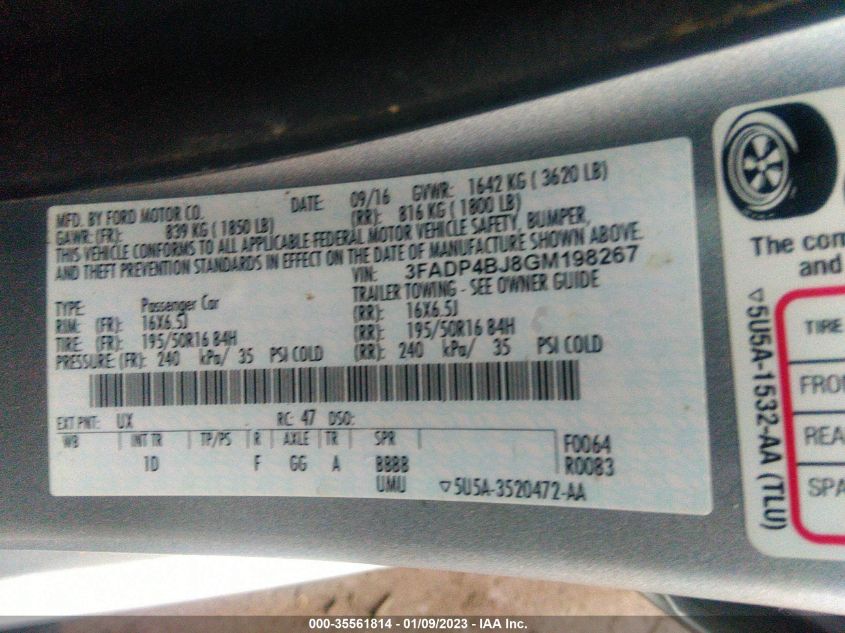 MFD. BY FORD MOTOR CO. DATE: 09/16 GVWR: 1642 KG ( 3620 LB)
GAWR: (FR): 839 KG ( 1850 LB) (RR): 816 KG ( 1800 LB)
THIS VEHICLE CONFORMS TO ALL APPLICABLE FEDERAL MOTOR VEHICLE SAFETY, BUMPER,
AND THEFT PREVENTION STANDARDS IN EFFECT ON THE DATE OF MANUFACTURE SHOWN ABOVE.
VIN: 3FADP4BJ8GM198267
TYPE: Passenger Car TRAILER TOWING - SEE OWNER GUIDE
RIM: (FR): 16X6.5J (RR): 16X6.5J
TIRE: (FR): 195/50R16 84H (RR): 195/50R16 84H
PRESSURE: (FR): 240 kPa/ 35 PSI COLD (RR): 240 kPa/ 35 PSI COLD
EXT PNT: UX RC: 47 DSO:
WB INT TR TP/PS R AXLE TR SPR F0064
1D F GG A BBBB R0083
UMU ▽5U5A-3520472-AA
The com
and
TIRE
FRON
REA
SPA
▽5U5A-1532-AA (TLU)
000-35561814 - 01/09/2023 - IAA Inc.